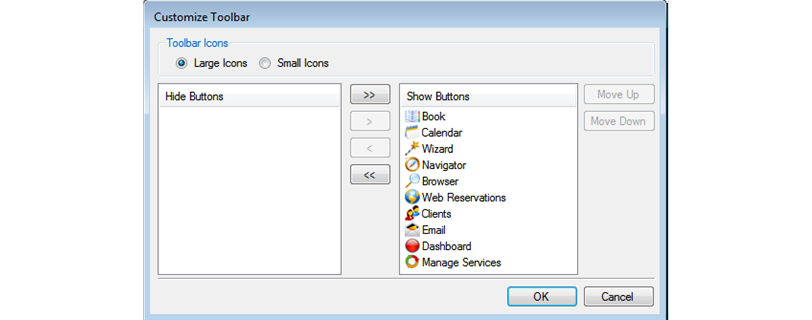 Customize Toolbar
Toolbar Icons
Large Icons Small Icons
Hide Buttons
>>
>
<
<<
Show Buttons
Book
Calendar
Wizard
Navigator
Browser
Web Reservations
Clients
Email
Dashboard
Manage Services
Move Up
Move Down
OK Cancel